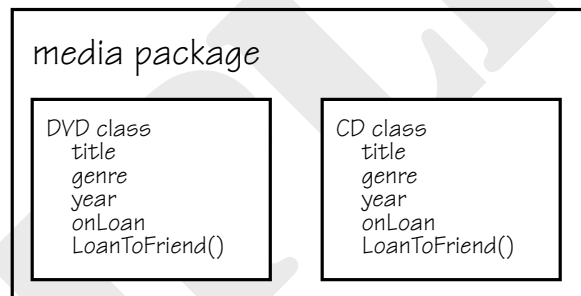 media package
DVD class
title
genre
year
onLoan
LoanToFriend()
CD class
title
genre
year
onLoan
LoanToFriend()